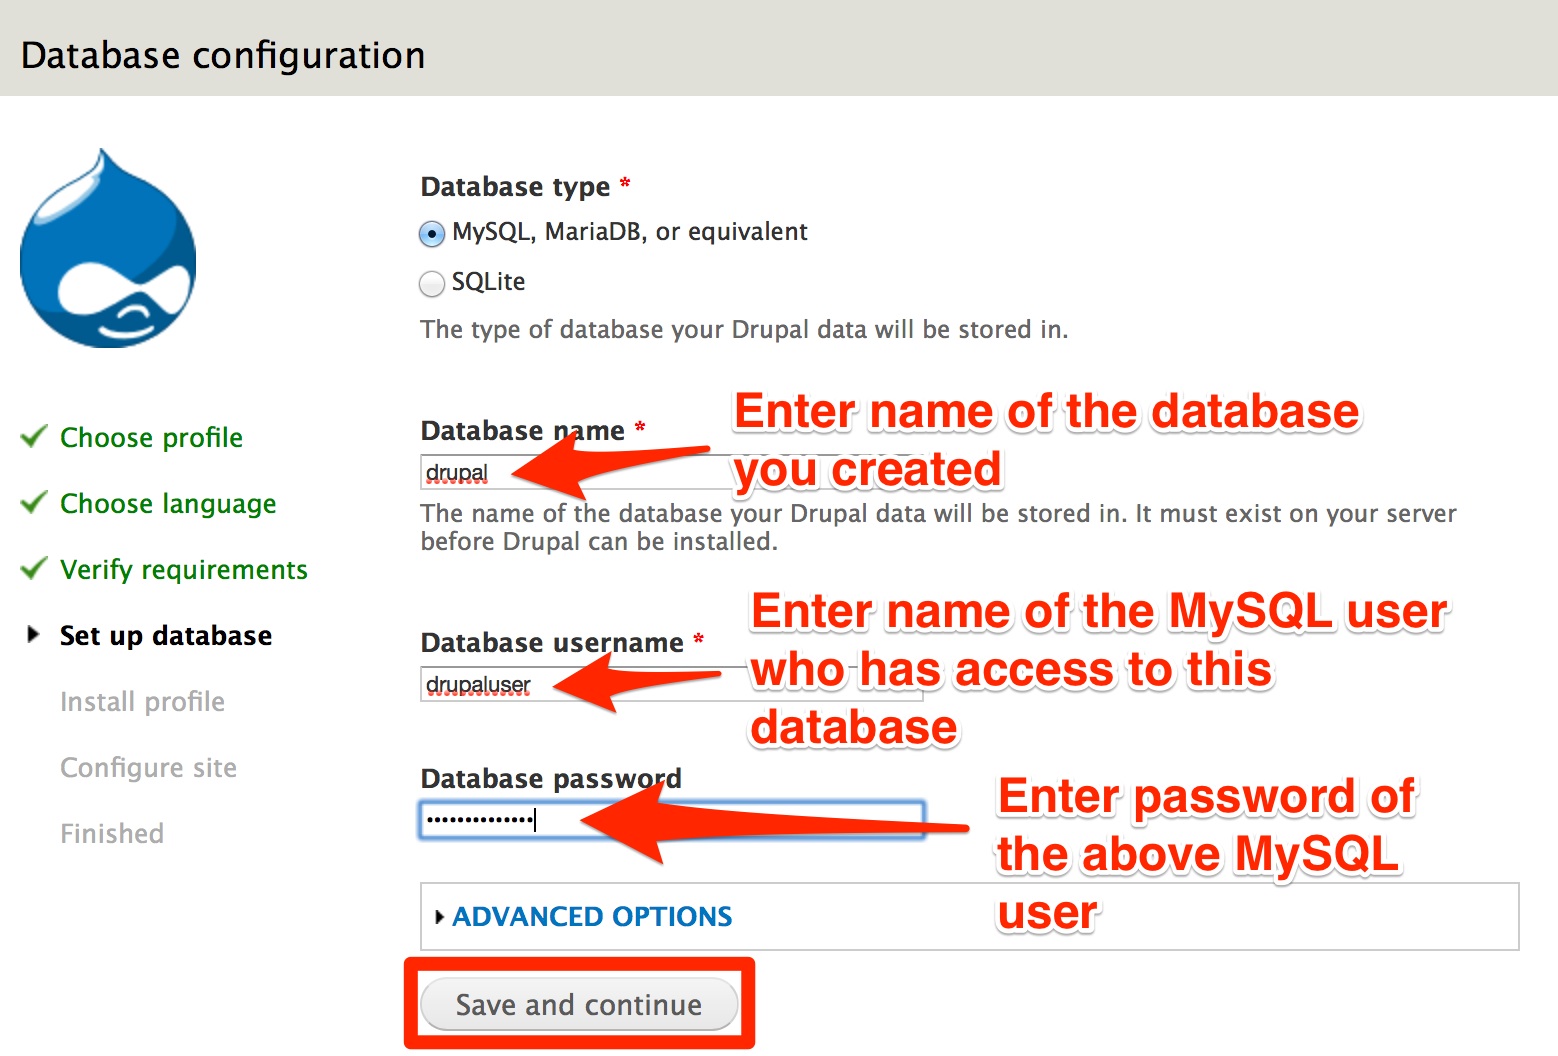 Database configuration
Choose profile
Choose language
Verify requirements
Set up database
Install profile
Configure site
Finished
Database type *
MySQL, MariaDB, or equivalent
SQLite
The type of database your Drupal data will be stored in.
Database name *
drupal
Enter name of the database
you created
The name of the database your Drupal data will be stored in. It must exist on your server
before Drupal can be installed.
Database username *
drupaluser
Enter name of the MySQL user
who has access to this
database
Database password
••••••••••••••
Enter password of
the above MySQL
user
ADVANCED OPTIONS
Save and continue